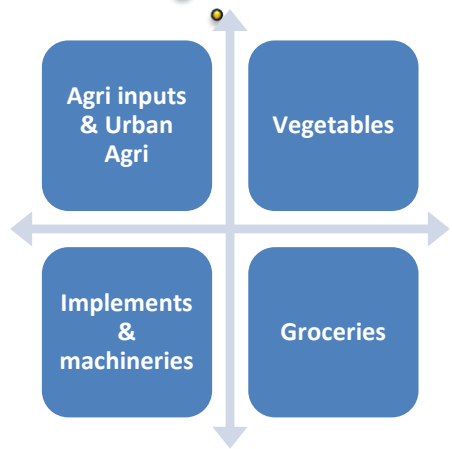 Agri inputs
& Urban
Agri
Vegetables
Implements
&
machineries
Groceries